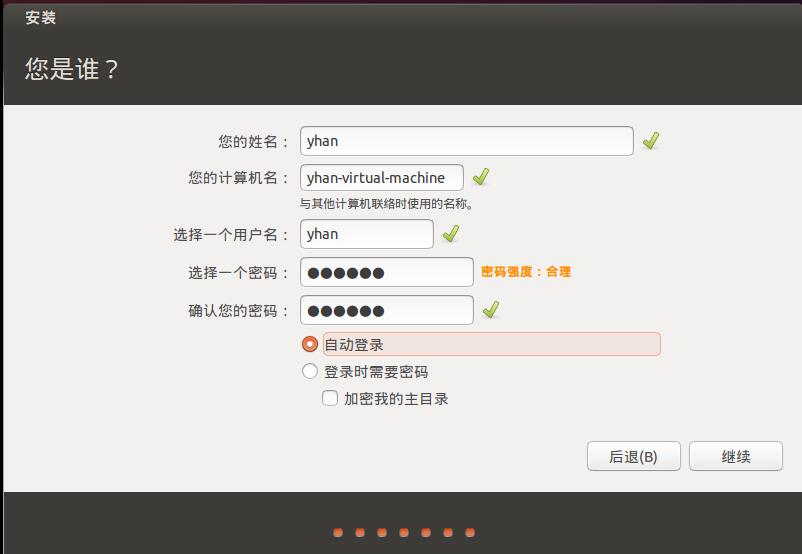 安装
您是谁？
您的姓名： yhan
您的计算机名： yhan-virtual-machine
与其他计算机联络时使用的名称。
选择一个用户名： yhan
选择一个密码： ●●●●●● 密码强度：合理
确认您的密码： ●●●●●●
自动登录
登录时需要密码
加密我的主目录
后退(B) 继续